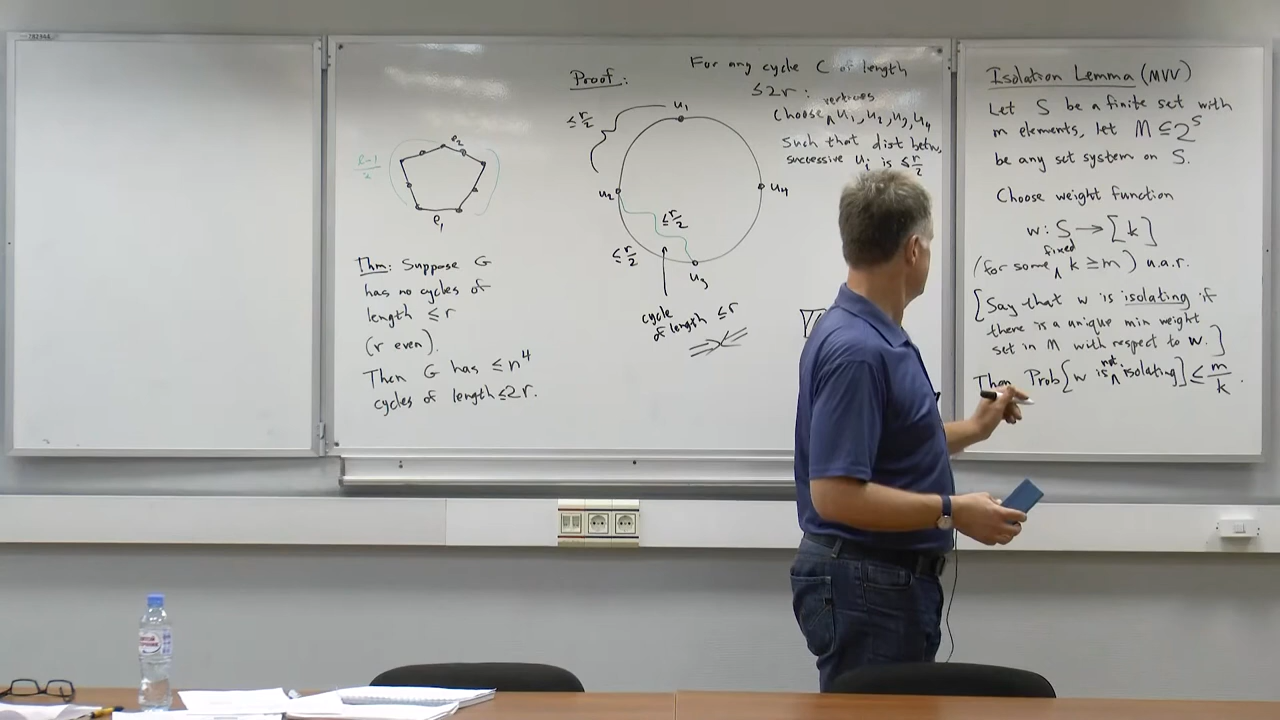 782544
e₂
ℓ-1
2
e₁
Thm: Suppose G
has no cycles of
length ≤ r
(r even).
Then G has ≤ n⁴
cycles of length ≤ 2r.
Proof:
For any cycle C of length
≤ 2r:
vertices
Choose ∧ u₁, u₂, u₃, u₄
such that dist betw.
successive uᵢ is ≤ r/2
≤ r/2
u₁
u₂
u₄
≤ r/2
≤ r/2
u₃
cycle
of length ≤ r
Isolation Lemma (MVV)
Let S be a finite set with
m elements, let M ⊆ 2^S
be any set system on S.
Choose weight function
w: S → [k]
fixed
(for some ∧ k ≥ m) u.a.r.
[Say that w is isolating if
there is a unique min weight
set in M with respect to w.]
not
Then Prob[w is ∧ isolating] ≤ m/k.